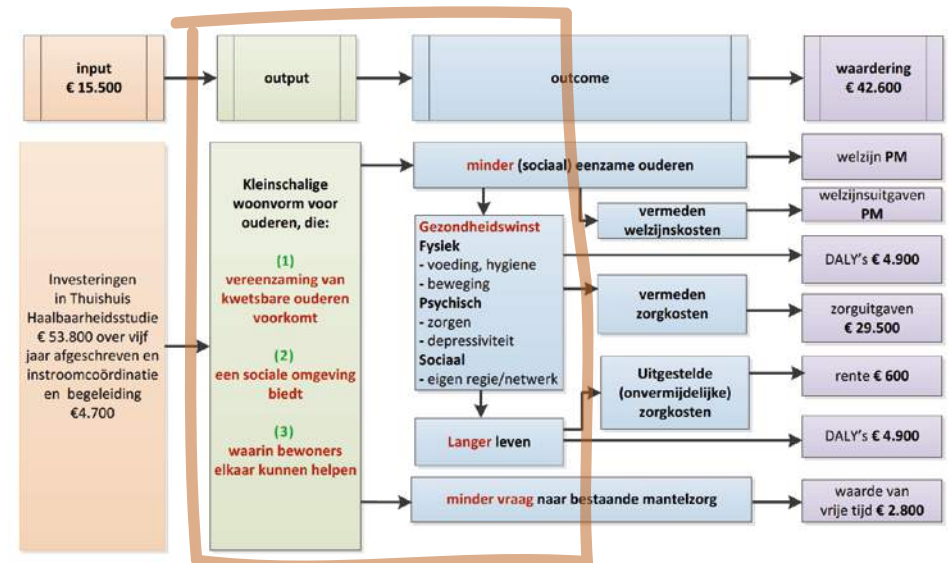 input
€ 15.500
output
outcome
waardering
€ 42.600
Investeringen
in Thuishuis
Haalbaarheidsstudie
€ 53.800 over vijf
jaar afgeschreven en
instroomcoördinatie
en begeleiding
€4.700
Kleinschalige
woonvorm voor
ouderen, die:
(1)
vereenzaming van
kwetsbare ouderen
voorkomt
(2)
een sociale omgeving
biedt
(3)
waarin bewoners
elkaar kunnen helpen
minder (sociaal) eenzame ouderen
Gezondheidswinst
Fysiek
- voeding, hygiene
- beweging
Psychisch
- zorgen
- depressiviteit
Sociaal
- eigen regie/netwerk
Langer leven
minder vraag naar bestaande mantelzorg
vermeden
welzijnskosten
vermeden
zorgkosten
Uitgestelde
(onvermijdelijke)
zorgkosten
welzijn PM
welzijnsuitgaven
PM
DALY's € 4.900
zorguitgaven
€ 29.500
rente € 600
DALY's € 4.900
waarde van
vrije tijd € 2.800